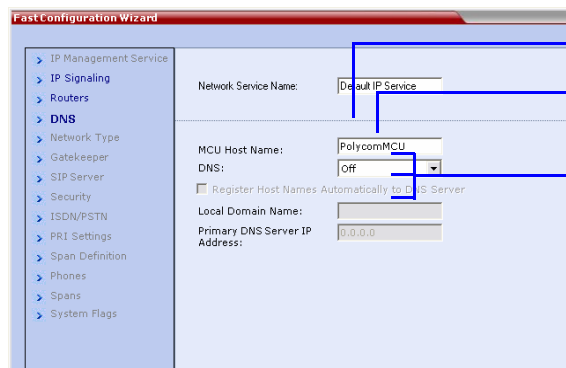 Fast Configuration Wizard
IP Management Service
IP Signaling
Routers
DNS
Network Type
Gatekeeper
SIP Server
Security
ISDN/PSTN
PRI Settings
Span Definition
Phones
Spans
System Flags
Network Service Name: Default IP Service
MCU Host Name: PolycomMCU
DNS: Off
Register Host Names Automatically to DNS Server
Local Domain Name:
Primary DNS Server IP 0.0.0.0
Address: